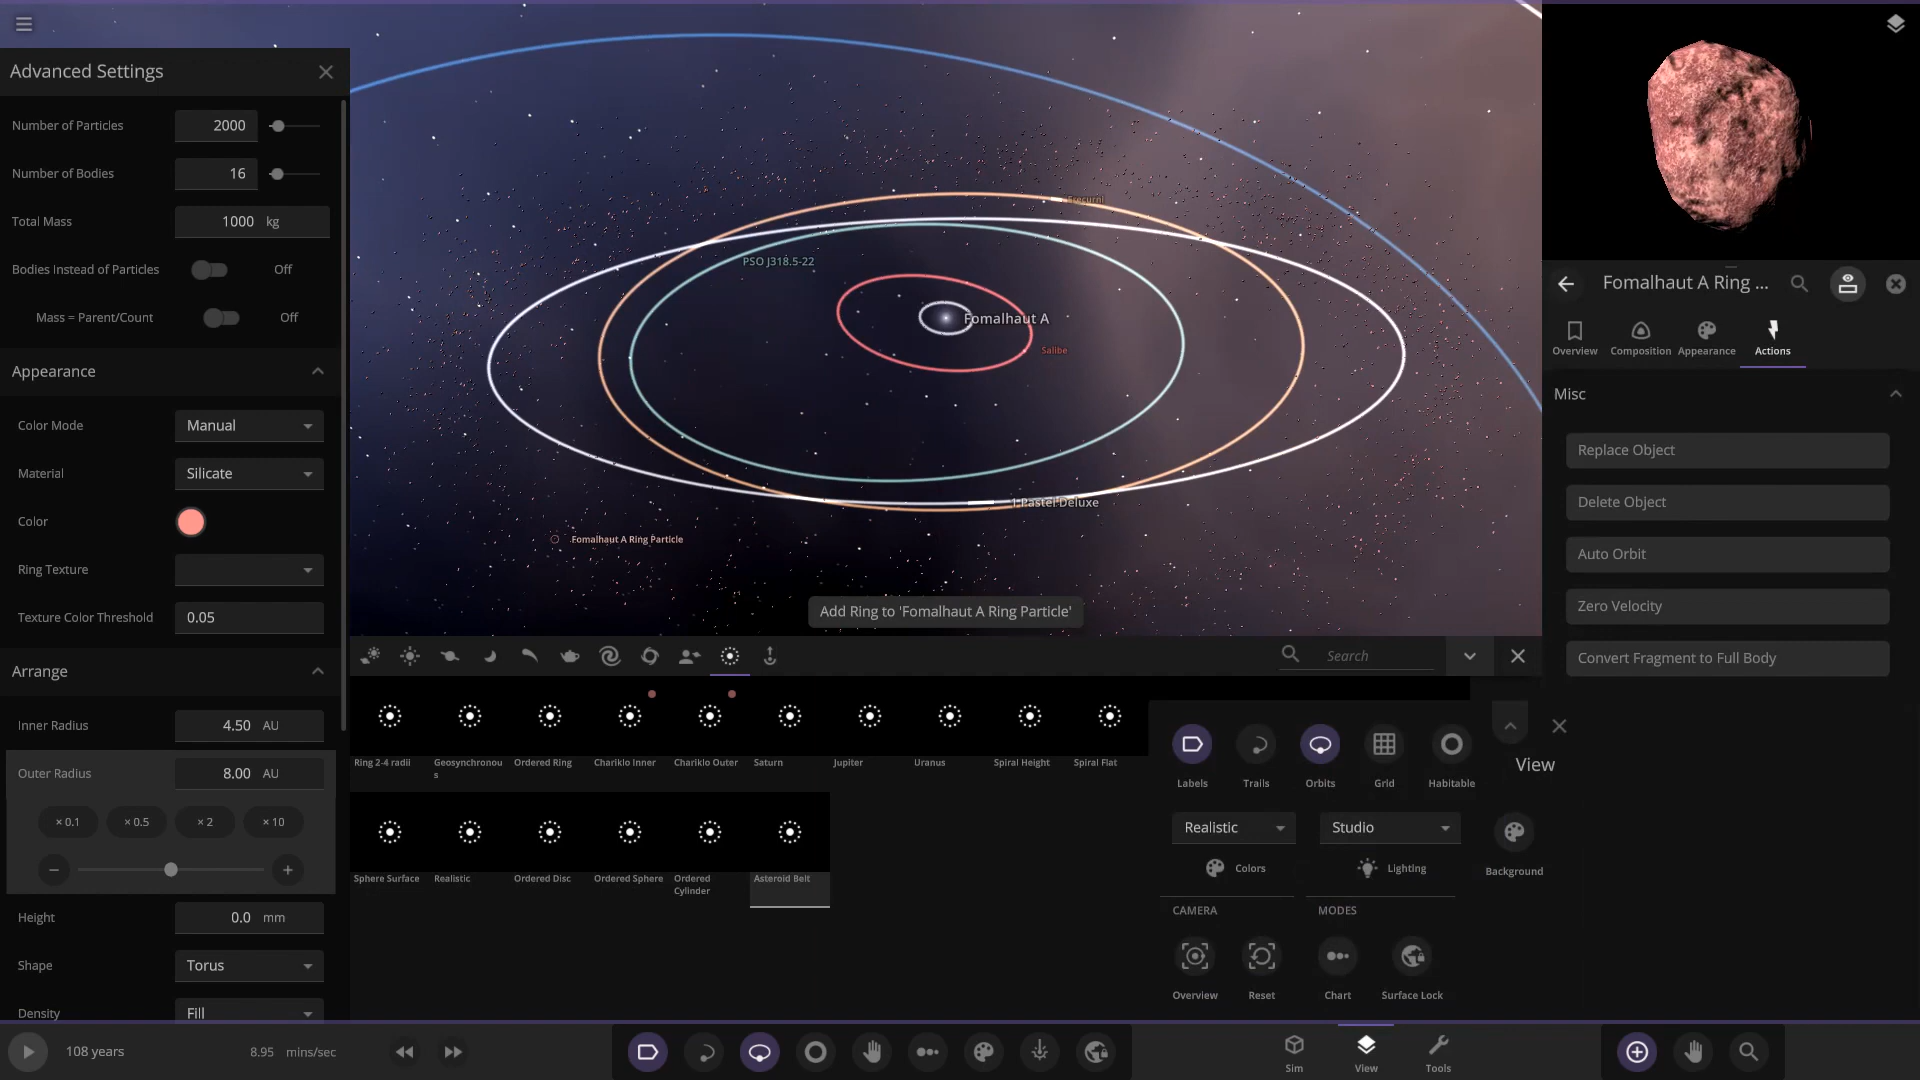 Advanced Settings
Number of Particles 2000
Number of Bodies 16
Total Mass 1000 kg
Bodies Instead of Particles Off
Mass = Parent/Count Off
Appearance
Color Mode Manual
Material Silicate
Color
Ring Texture
Texture Color Threshold 0.05
Arrange
Inner Radius 4.50 AU
Outer Radius 8.00 AU
× 0.1 × 0.5 × 2 × 10
Height 0.0 mm
Shape Torus
Density Fill
PSO J318.5-22
Fomalhaut A
Salibe
1 Pastel Deluxe
Fomalhaut A Ring Particle
Add Ring to 'Fomalhaut A Ring Particle'
Search
Ring 2-4 radii
Geosynchronou
s
Ordered Ring
Chariklo Inner
Chariklo Outer
Saturn
Jupiter
Uranus
Spiral Height
Spiral Flat
Sphere Surface
Realistic
Ordered Disc
Ordered Sphere
Ordered
Cylinder
Asteroid Belt
Labels Trails Orbits Grid Habitable
View
Realistic Studio
Colors Lighting
Background
CAMERA MODES
Overview Reset Chart Surface Lock
Fomalhaut A Ring ...
Overview Composition Appearance Actions
Misc
Replace Object
Delete Object
Auto Orbit
Zero Velocity
Convert Fragment to Full Body
108 years 8.95 mins/sec
Sim View Tools